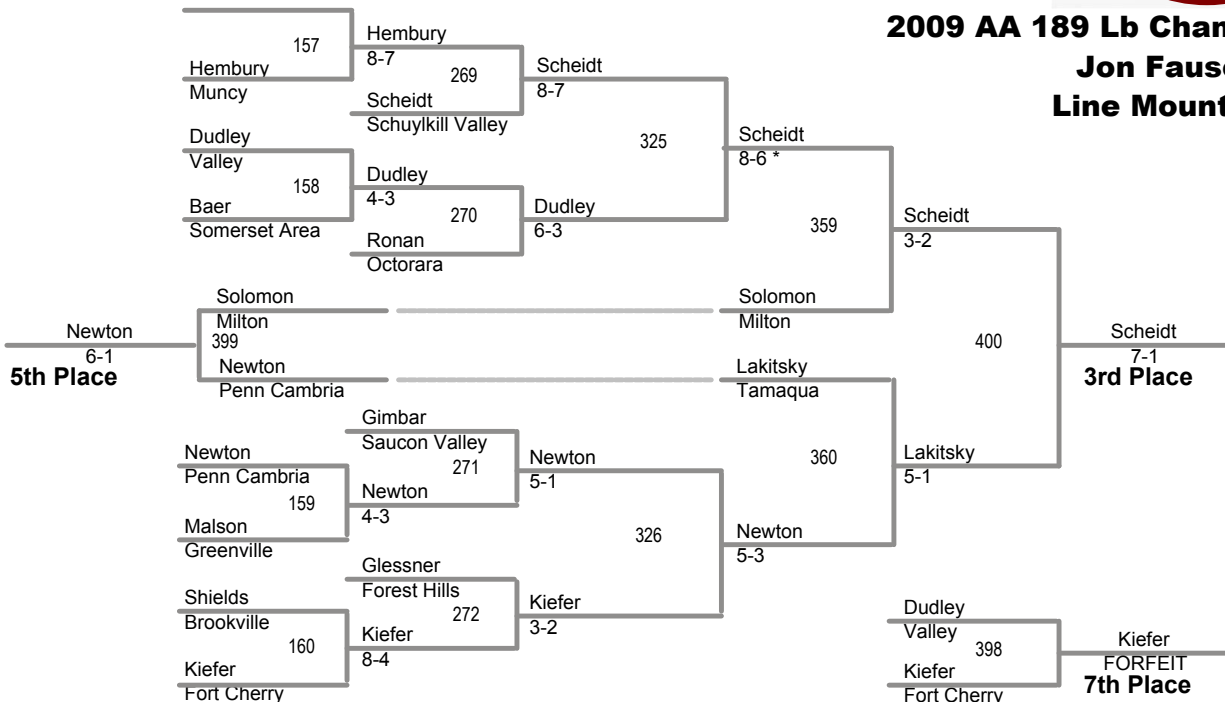 2009 AA 189 Lb
Jon
Line
157
Hembury
8-7
Hembury
Muncy
269
Scheidt
Schuylkill Valley
Scheidt
8-7
Dudley
Valley
158
Baer
Somerset Area
Dudley
4-3
270
Ronan
Octorara
Dudley
6-3
325
Scheidt
8-6 *
359
Scheidt
3-2
Solomon
Milton
Solomon
Milton
Newton
6-1
5th Place
399
Newton
Penn Cambria
Lakitsky
Tamaqua
400
Scheidt
7-1
3rd Place
Gimbar
Saucon Valley
271
Newton
Penn Cambria
159
Malson
Greenville
Newton
4-3
Newton
5-1
360
Lakitsky
5-1
326
Newton
5-3
Glessner
Forest Hills
272
Shields
Brookville
160
Kiefer
Fort Cherry
Kiefer
8-4
Kiefer
3-2
Dudley
Valley
398
Kiefer
Fort Cherry
Kiefer
FORFEIT
7th Place